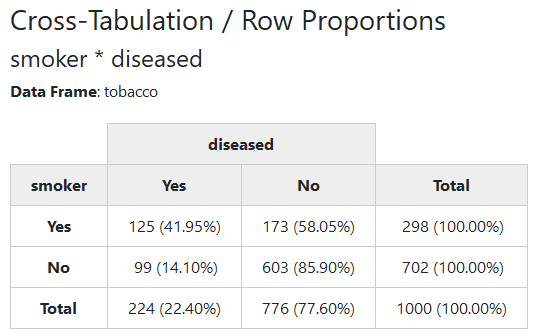 Cross-Tabulation / Row Proportions
smoker * diseased
Data Frame: tobacco
diseased
smoker Yes No Total
Yes 125 (41.95%) 173 (58.05%) 298 (100.00%)
No 99 (14.10%) 603 (85.90%) 702 (100.00%)
Total 224 (22.40%) 776 (77.60%) 1000 (100.00%)